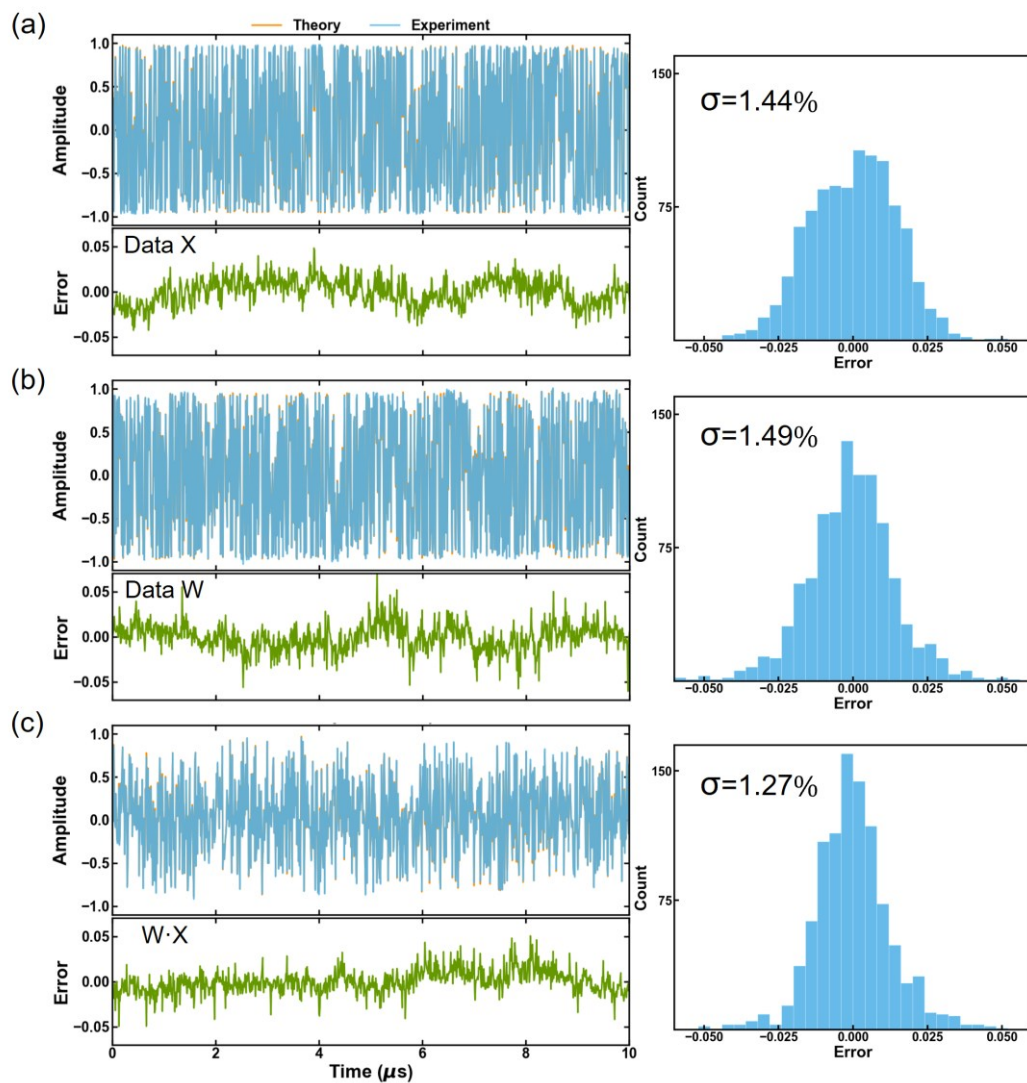 (a)
Theory Experiment
Amplitude
1.0
0.5
0.0
−0.5
−1.0
Data X
Error
0.05
0.00
−0.05
σ=1.44%
Count
150
75
−0.050 −0.025 0.000 0.025 0.050
Error
(b)
Amplitude
1.0
0.5
0.0
−0.5
−1.0
Data W
Error
0.05
0.00
−0.05
σ=1.49%
Count
150
75
−0.050 −0.025 0.000 0.025 0.050
Error
(c)
Amplitude
1.0
0.5
0.0
−0.5
−1.0
W·X
Error
0.05
0.00
−0.05
0 2 4 6 8 10
Time (μs)
σ=1.27%
Count
150
75
−0.050 −0.025 0.000 0.025 0.050
Error